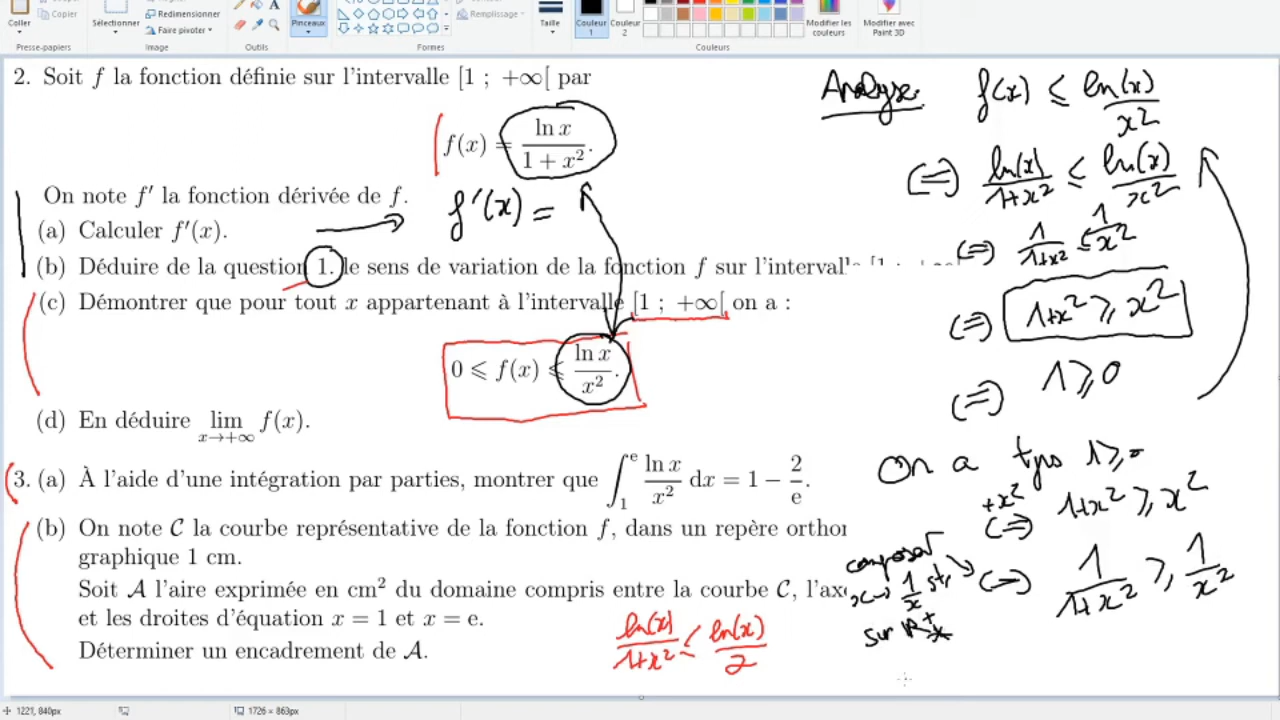 Coller
Copier
Presse-papiers
Sélectionner
Redimensionner
Faire pivoter
Image
Outils
Pinceaux
Remplissage
Formes
Taille
Couleur 1
Couleur 2
Couleurs
Modifier les couleurs
Modifier avec Paint 3D
2. Soit f la fonction définie sur l'intervalle [1 ; +∞[ par
f(x) = ln x / (1 + x²).
On note f′ la fonction dérivée de f.
(a) Calculer f′(x).
f'(x) =
(b) Déduire de la question 1. le sens de variation de la fonction f sur l'intervall
(c) Démontrer que pour tout x appartenant à l'intervalle [1 ; +∞[ on a :
0 ⩽ f(x) ⩽ ln x / x².
(d) En déduire lim x→+∞ f(x).
3. (a) À l'aide d'une intégration par parties, montrer que ∫₁ᵉ ln x / x² dx = 1 − 2/e.
(b) On note 𝒞 la courbe représentative de la fonction f, dans un repère orthor
graphique 1 cm.
Soit 𝒜 l'aire exprimée en cm² du domaine compris entre la courbe 𝒞, l'axe
et les droites d'équation x = 1 et x = e.
Déterminer un encadrement de 𝒜.
ln(x) / (1+x²) ≤ ln(x) / 2
Analyse. f(x) ≤ ln(x) / x²
(=) ln(x) / (1+x²) ≤ ln(x) / x²
(=) 1 / (1+x²) ≤ 1 / x²
(=) 1+x² ≥ x²
(=) 1 ≥ 0
On a tjrs 1 ≥ 0
+x²
(=) 1+x² ≥ x²
(=) 1 / (1+x²) ≥ 1 / x²
composer
x → 1/x str
sur R+*
1221, 840px
1726 × 863px